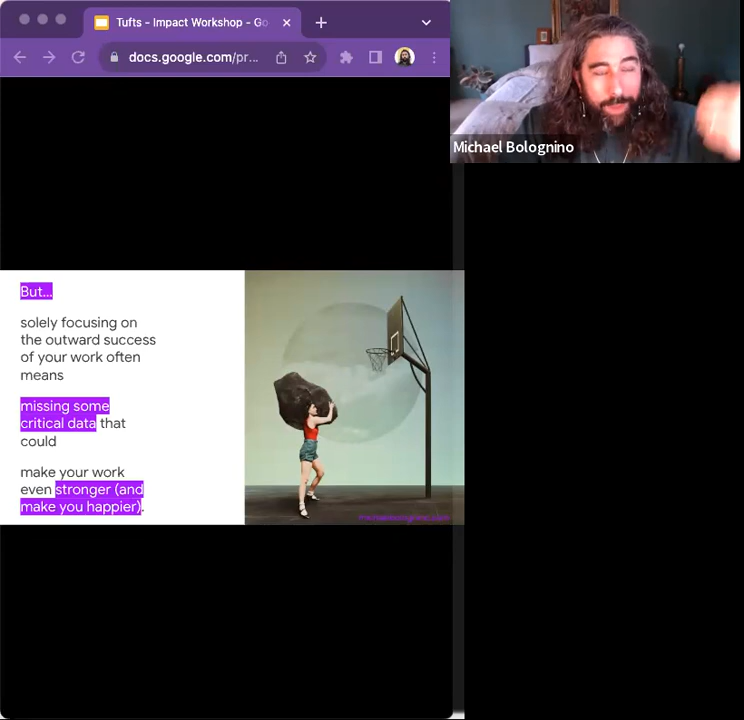 Tufts - Impact Workshop - Go
docs.google.com/pr...
Michael Bolognino
But...
solely focusing on
the outward success
of your work often
means
missing some
critical data that
could
make your work
even stronger (and
make you happier).